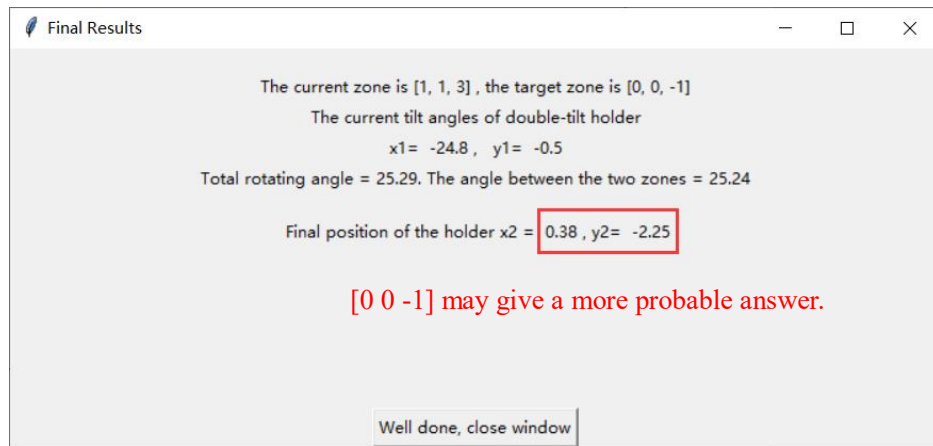 Final Results
The current zone is [1, 1, 3] , the target zone is [0, 0, -1]
The current tilt angles of double-tilt holder
x1= -24.8 , y1= -0.5
Total rotating angle = 25.29. The angle between the two zones = 25.24
Final position of the holder x2 = 0.38 , y2= -2.25
[0 0 -1] may give a more probable answer.
Well done, close window